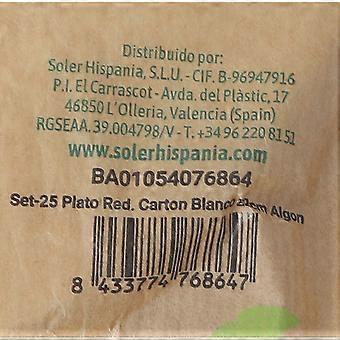 Distribuido por:
Soler Hispania, S.L.U. - CIF. B-96947916
P.I. El Carrascot - Avda. del Plàstic, 17
46850 L'Olleria, Valencia (Spain)
RGSEAA. 39.004798/V - T. +34 96 220 81 51
www.solerhispania.com
BA01054076864
Set-25 Plato Red. Carton Blanco 22cm Algon
8 433774 768647